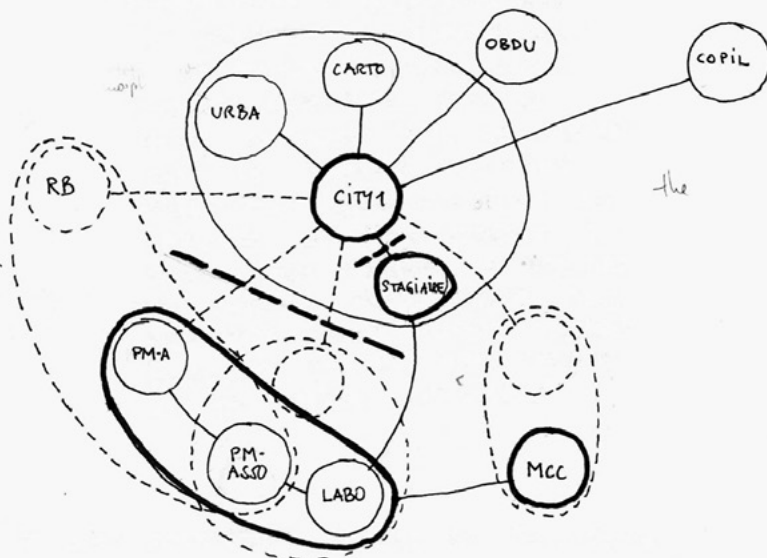 OBDU
COPIL
CARTO
URBA
RB
CITY1
the
STAGIAIRE
PM-A
PM-
ASSO
LABO
MCC